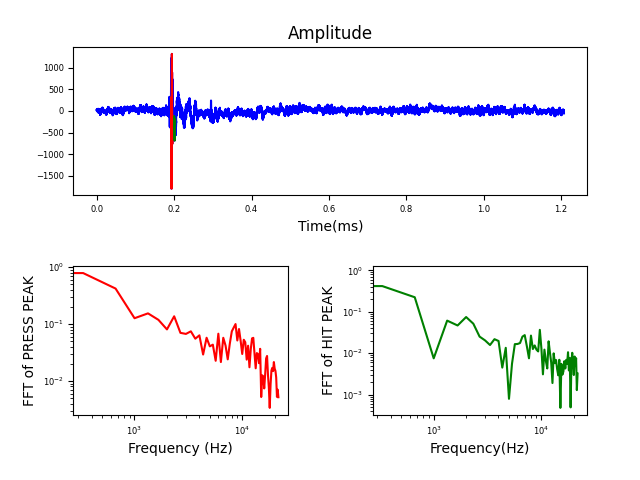 Amplitude
1000
500
0
−500
−1000
−1500
0.0 0.2 0.4 0.6 0.8 1.0 1.2
Time(ms)
FFT of PRESS PEAK
10⁰
10⁻¹
10⁻²
10³ 10⁴
Frequency (Hz)
FFT of HIT PEAK
10⁰
10⁻¹
10⁻²
10⁻³
10³ 10⁴
Frequency(Hz)